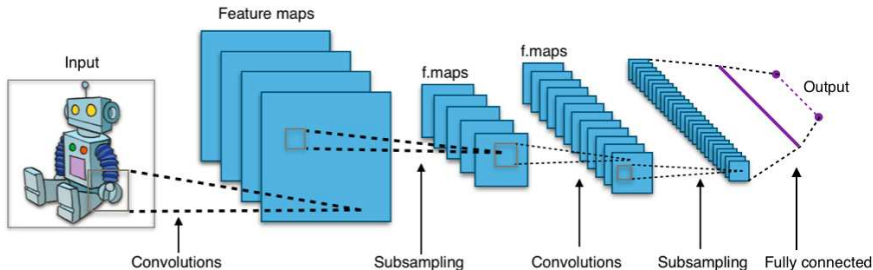 Feature maps
Input
f.maps
f.maps
Output
Convolutions
Subsampling
Convolutions
Subsampling
Fully connected